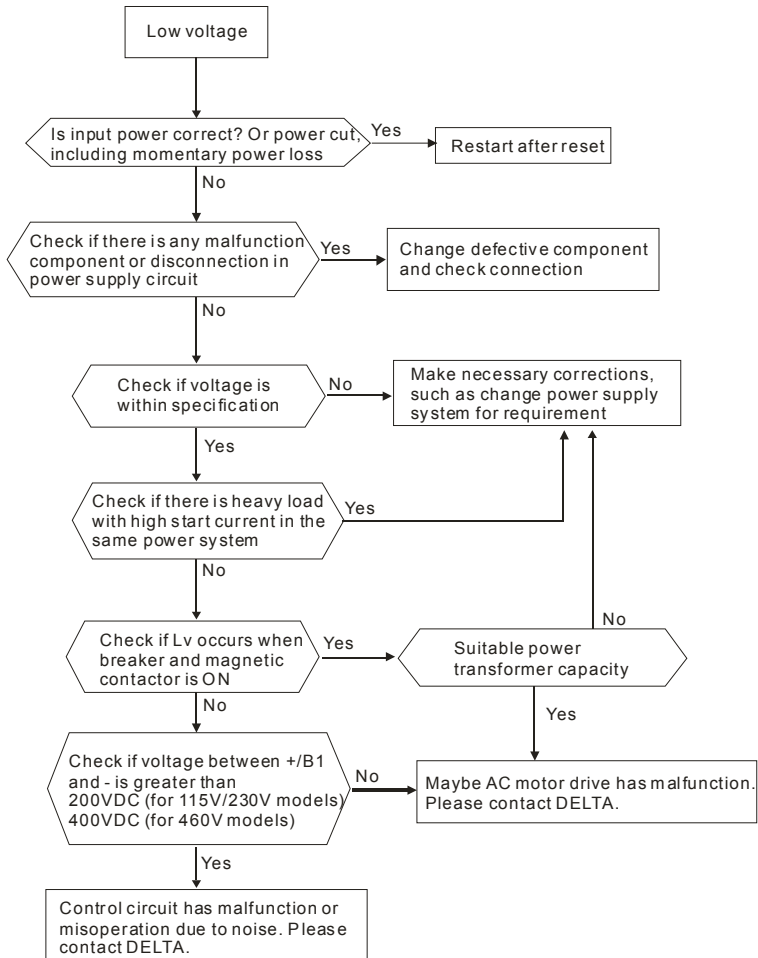 Low voltage
Is input power correct? Or power cut,
including momentary power loss
Yes
Restart after reset
No
Check if there is any malfunction
component or disconnection in
power supply circuit
Yes
Change defective component
and check connection
No
Check if voltage is
within specification
No
Make necessary corrections,
such as change power supply
system for requirement
Yes
Check if there is heavy load
with high start current in the
same power system
Yes
No
Check if Lv occurs when
breaker and magnetic
contactor is ON
Yes
Suitable power
transformer capacity
No
Yes
No
Check if voltage between +/B1
and - is greater than
200VDC (for 115V/230V models)
400VDC (for 460V models)
No
Maybe AC motor drive has malfunction.
Please contact DELTA.
Yes
Control circuit has malfunction or
misoperation due to noise. Please
contact DELTA.